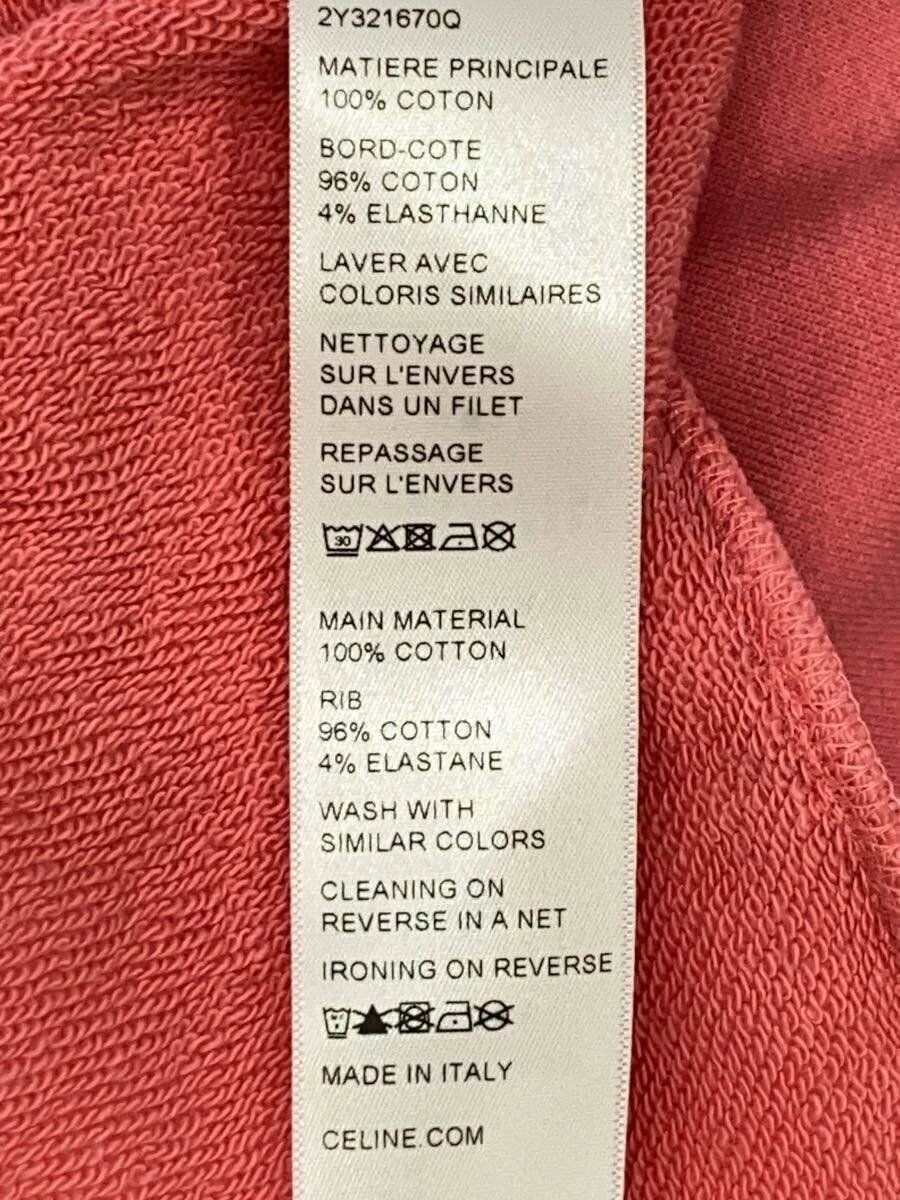 2Y321670Q
MATIERE PRINCIPALE
100% COTON
BORD-COTE
96% COTON
4% ELASTHANNE
LAVER AVEC
COLORIS SIMILAIRES
NETTOYAGE
SUR L'ENVERS
DANS UN FILET
REPASSAGE
SUR L'ENVERS
30
MAIN MATERIAL
100% COTTON
RIB
96% COTTON
4% ELASTANE
WASH WITH
SIMILAR COLORS
CLEANING ON
REVERSE IN A NET
IRONING ON REVERSE
MADE IN ITALY
CELINE.COM